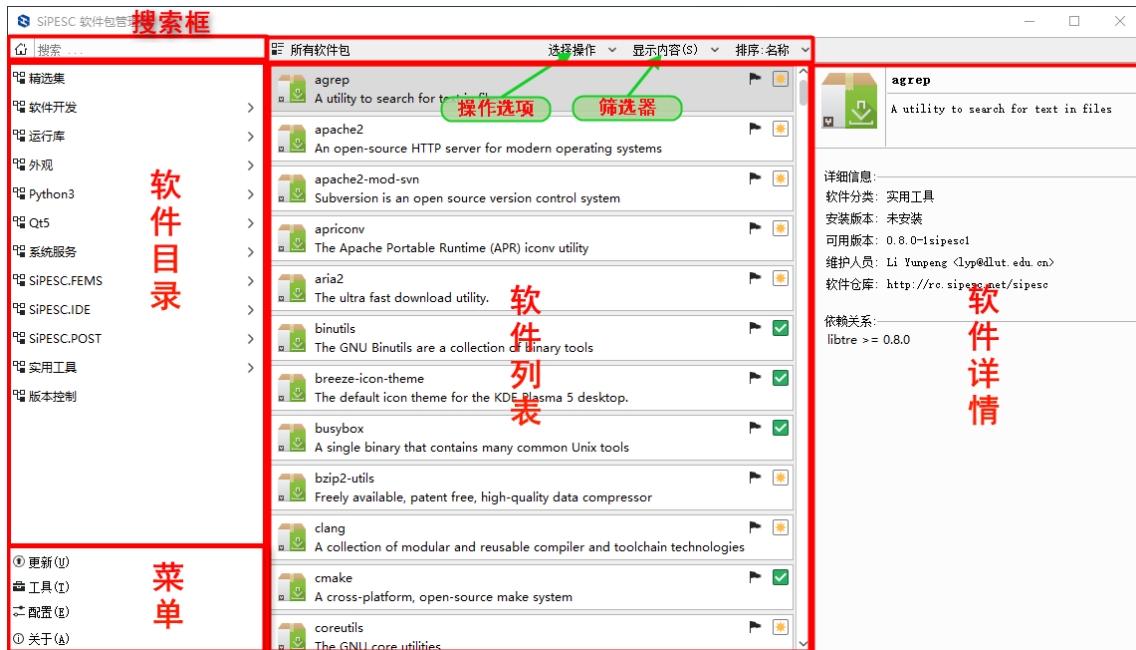 SiPESC 软件包管
搜索框
搜索 ...
所有软件包
选择操作
显示内容(S)
排序:名称
精选集
软件开发
运行库
外观
Python3
Qt5
系统服务
SiPESC.FEMS
SiPESC.IDE
SiPESC.POST
实用工具
版本控制
软件目录
更新(U)
工具(T)
配置(E)
关于(A)
菜单
agrep
A utility to search for text in fil
操作选项
筛选器
apache2
An open-source HTTP server for modern operating systems
apache2-mod-svn
Subversion is an open source version control system
apriconv
The Apache Portable Runtime (APR) iconv utility
aria2
The ultra fast download utility.
binutils
The GNU Binutils are a collection of binary tools
breeze-icon-theme
The default icon theme for the KDE Plasma 5 desktop.
busybox
A single binary that contains many common Unix tools
bzip2-utils
Freely available, patent free, high-quality data compressor
clang
A collection of modular and reusable compiler and toolchain technologies
cmake
A cross-platform, open-source make system
coreutils
The GNU core utilities
软件列表
agrep
A utility to search for text in files
详细信息:
软件分类: 实用工具
安装版本: 未安装
可用版本: 0.8.0-1sipesc1
维护人员: Li Yunpeng <lyp@dlut.edu.cn>
软件仓库: http://rc.sipesc.net/sipesc
依赖关系:
libtre >= 0.8.0
软件详情